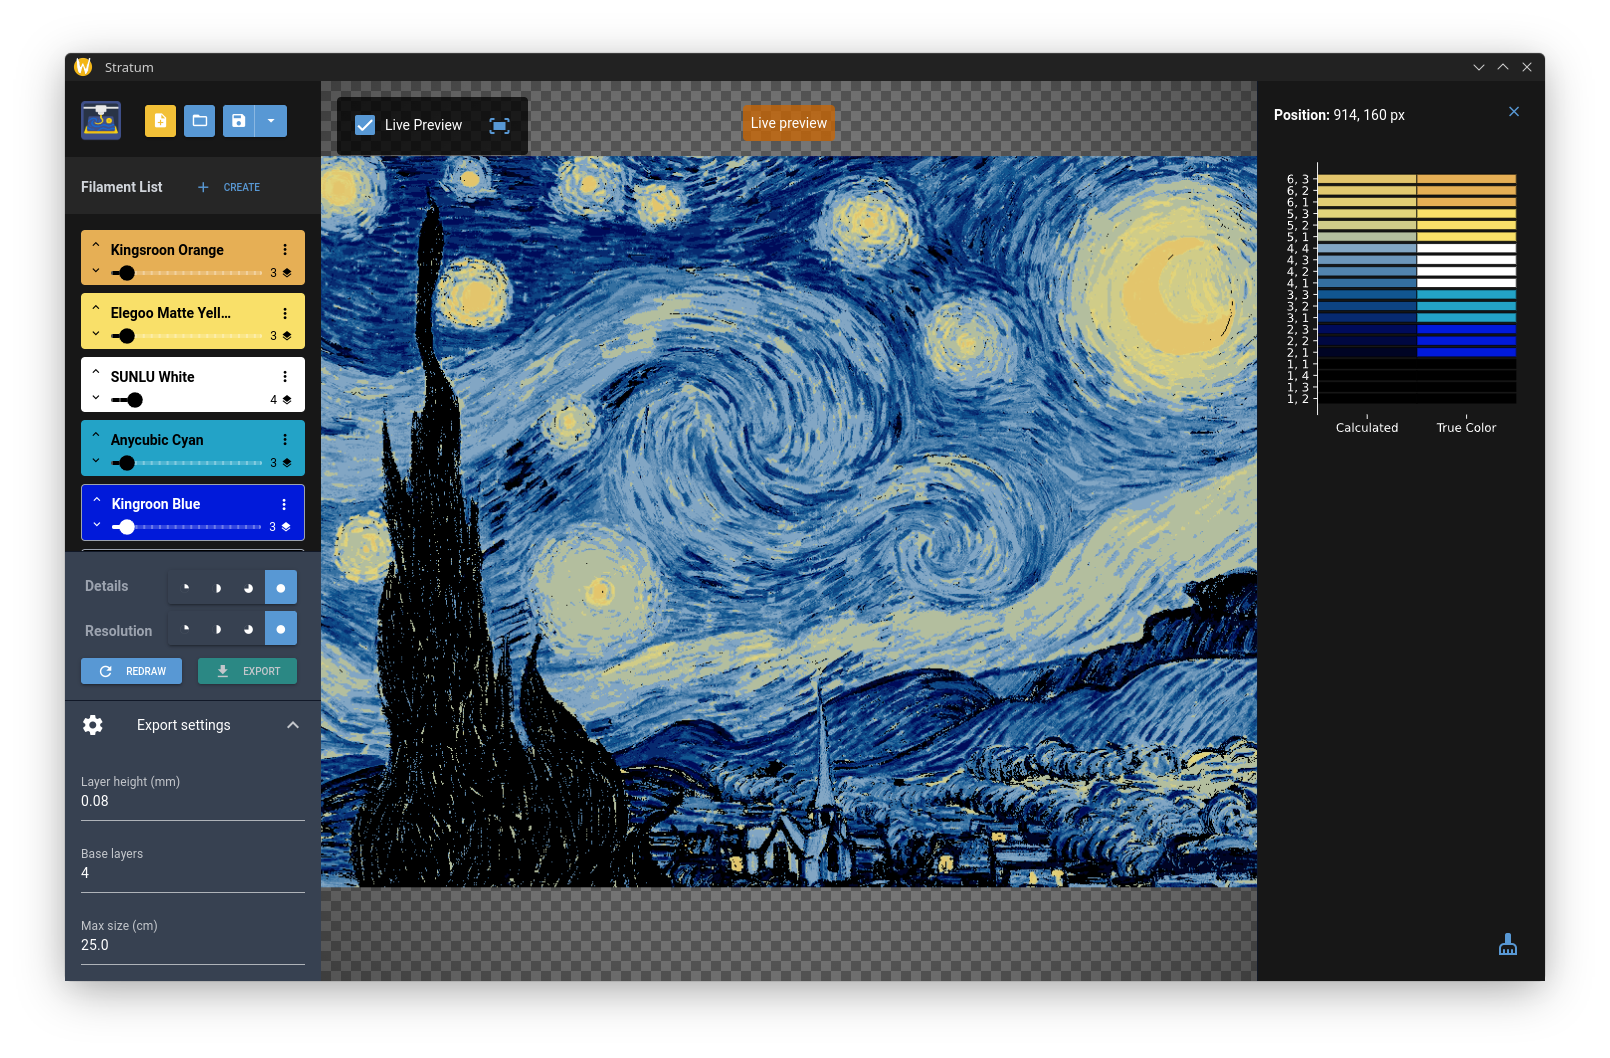 Stratum
Live Preview
Live preview
Position: 914, 160 px
Filament List
CREATE
Kingsroon Orange
3
Elegoo Matte Yell...
3
SUNLU White
4
Anycubic Cyan
3
Kingroon Blue
3
Details
Resolution
REDRAW
EXPORT
Export settings
Layer height (mm)
0.08
Base layers
4
Max size (cm)
25.0
6, 3
6, 2
6, 1
5, 3
5, 2
5, 1
4, 4
4, 3
4, 2
4, 1
3, 3
3, 2
3, 1
2, 3
2, 2
2, 1
1, 1
1, 4
1, 3
1, 2
Calculated
True Color